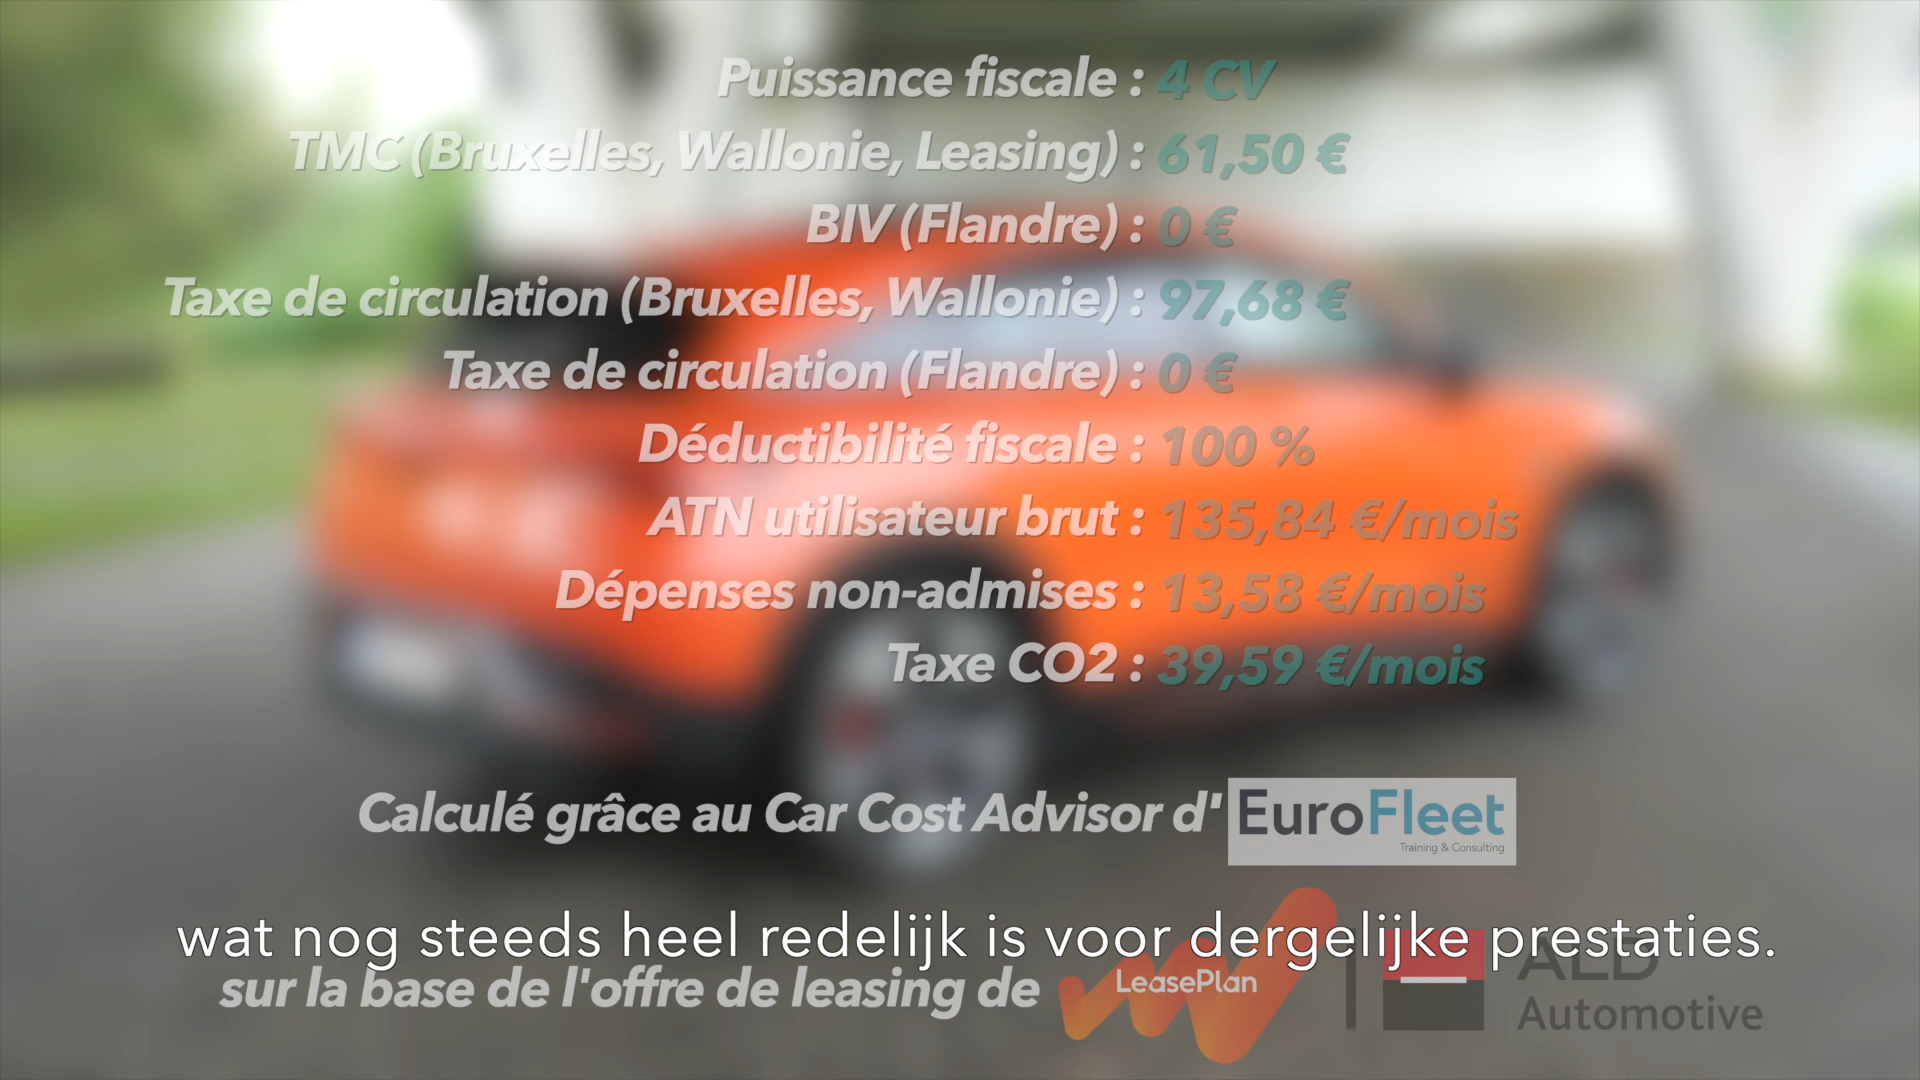 Puissance fiscale : 4 CV
TMC (Bruxelles, Wallonie, Leasing) : 61,50 €
BIV (Flandre) : 0 €
Taxe de circulation (Bruxelles, Wallonie) : 97,68 €
Taxe de circulation (Flandre) : 0 €
Déductibilité fiscale : 100 %
ATN utilisateur brut : 135,84 €/mois
Dépenses non-admises : 13,58 €/mois
Taxe CO2 : 39,59 €/mois
Calculé grâce au Car Cost Advisor d' EuroFleet
Training & Consulting
wat nog steeds heel redelijk is voor dergelijke prestaties.
sur la base de l'offre de leasing de LeasePlan | ALD
Automotive